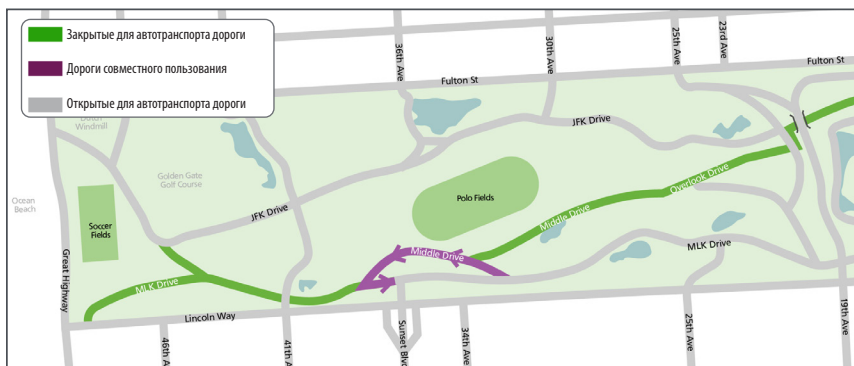 Закрытые для автотранспорта дороги
Дороги совместного пользования
Открытые для автотранспорта дороги
36th Ave
30th Ave
25th Ave
23rd Ave
Fulton St
Fulton St
Windmill
JFK Drive
Golden Gate
Golf Course
Ocean
Beach
Soccer
Fields
Polo Fields
Overlook Drive
Middle Drive
JFK Drive
Middle Drive
MLK Drive
Great Highway
MLK Drive
Lincoln Way
46th A
41th A
Sunset Blv
34th Ave
25th Ave
19th Ave